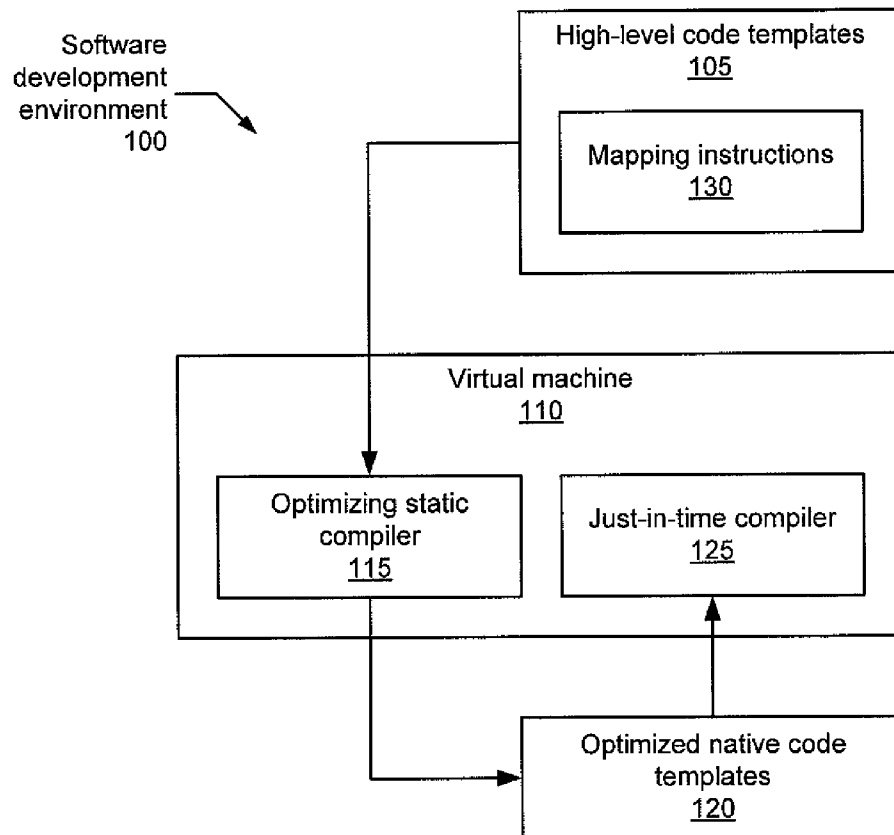 Software
development
environment
100
High-level code templates
105
Mapping instructions
130
Virtual machine
110
Optimizing static
compiler
115
Just-in-time compiler
125
Optimized native code
templates
120